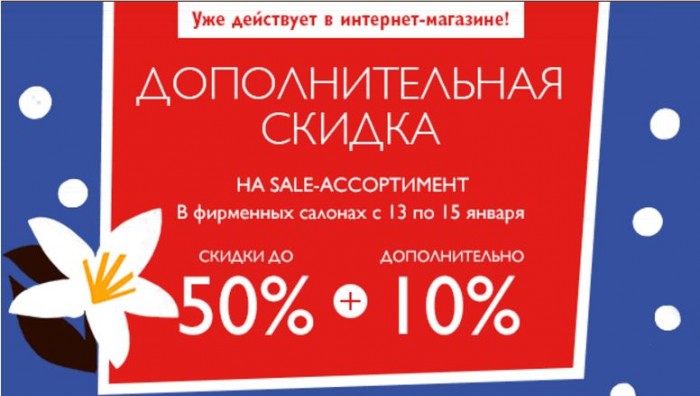 Уже действует в интернет-магазине!
ДОПОЛНИТЕЛЬНАЯ
СКИДКА
НА SALE-АССОРТИМЕНТ
В фирменных салонах с 13 по 15 января
СКИДКИ ДО ДОПОЛНИТЕЛЬНО
50% + 10%